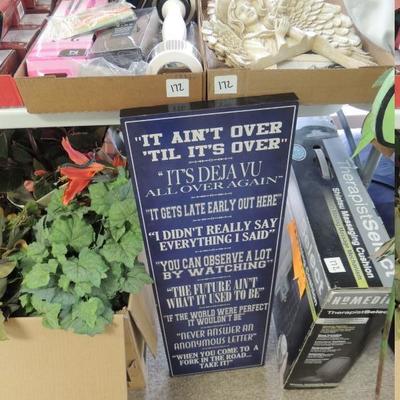 172
172
"IT AIN'T OVER
'TIL IT'S OVER"
"IT'S DEJA VU
ALL OVER AGAIN"
"IT GETS LATE EARLY OUT HERE"
"I DIDN'T REALLY SAY
EVERYTHING I SAID"
"YOU CAN OBSERVE A LOT
BY WATCHING"
"THE FUTURE AIN'T
WHAT IT USED TO BE"
"IF THE WORLD WERE PERFECT
IT WOULDN'T BE"
"NEVER ANSWER AN
ANONYMOUS LETTER"
"WHEN YOU COME TO A
FORK IN THE ROAD...
TAKE IT!"
TherapistSelect
Shiatsu Massaging Cushion
172
HOMEDIC
TherapistSelect